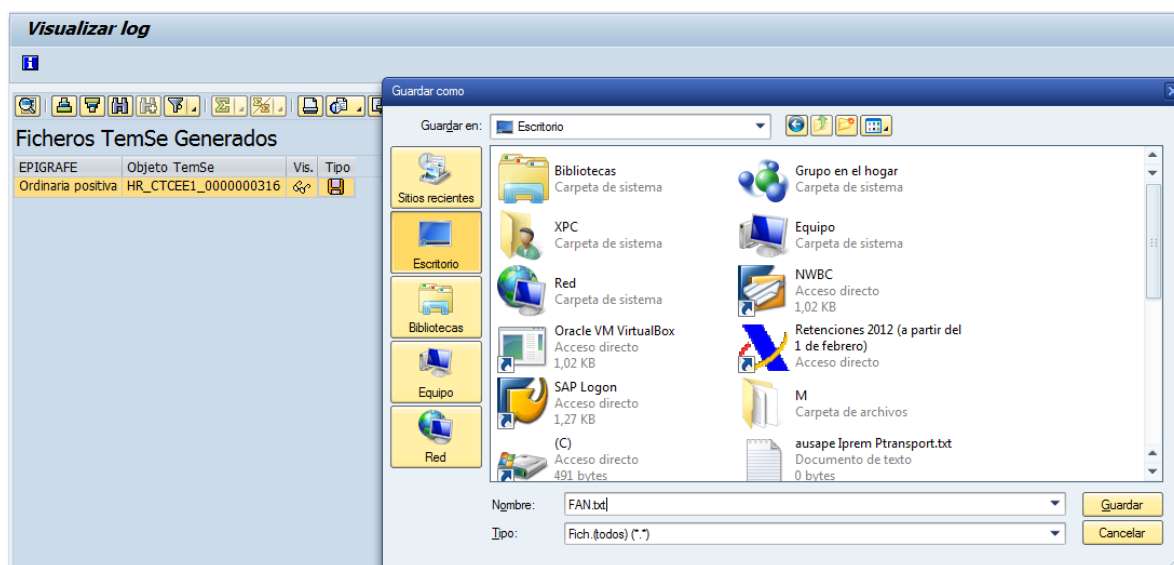 Visualizar log
Ficheros TemSe Generados
EPIGRAFE Objeto TemSe Vis. Tipo
Ordinaria positiva HR_CTCEE1_0000000316
Guardar como
Guardar en: Escritorio
Sitios recientes
Escritorio
Bibliotecas
Equipo
Red
Bibliotecas
Carpeta de sistema
Grupo en el hogar
Carpeta de sistema
XPC
Carpeta de sistema
Equipo
Carpeta de sistema
Red
Carpeta de sistema
NWBC
Acceso directo
1,02 KB
Oracle VM VirtualBox
Acceso directo
1,02 KB
Retenciones 2012 (a partir del
1 de febrero)
Acceso directo
SAP Logon
Acceso directo
1,27 KB
M
Carpeta de archivos
(C)
Acceso directo
491 bytes
ausape Iprem Ptransport.txt
Documento de texto
0 bytes
Nombre: FAN.txt
Guardar
Tipo: Fich.(todos) (*.*)
Cancelar